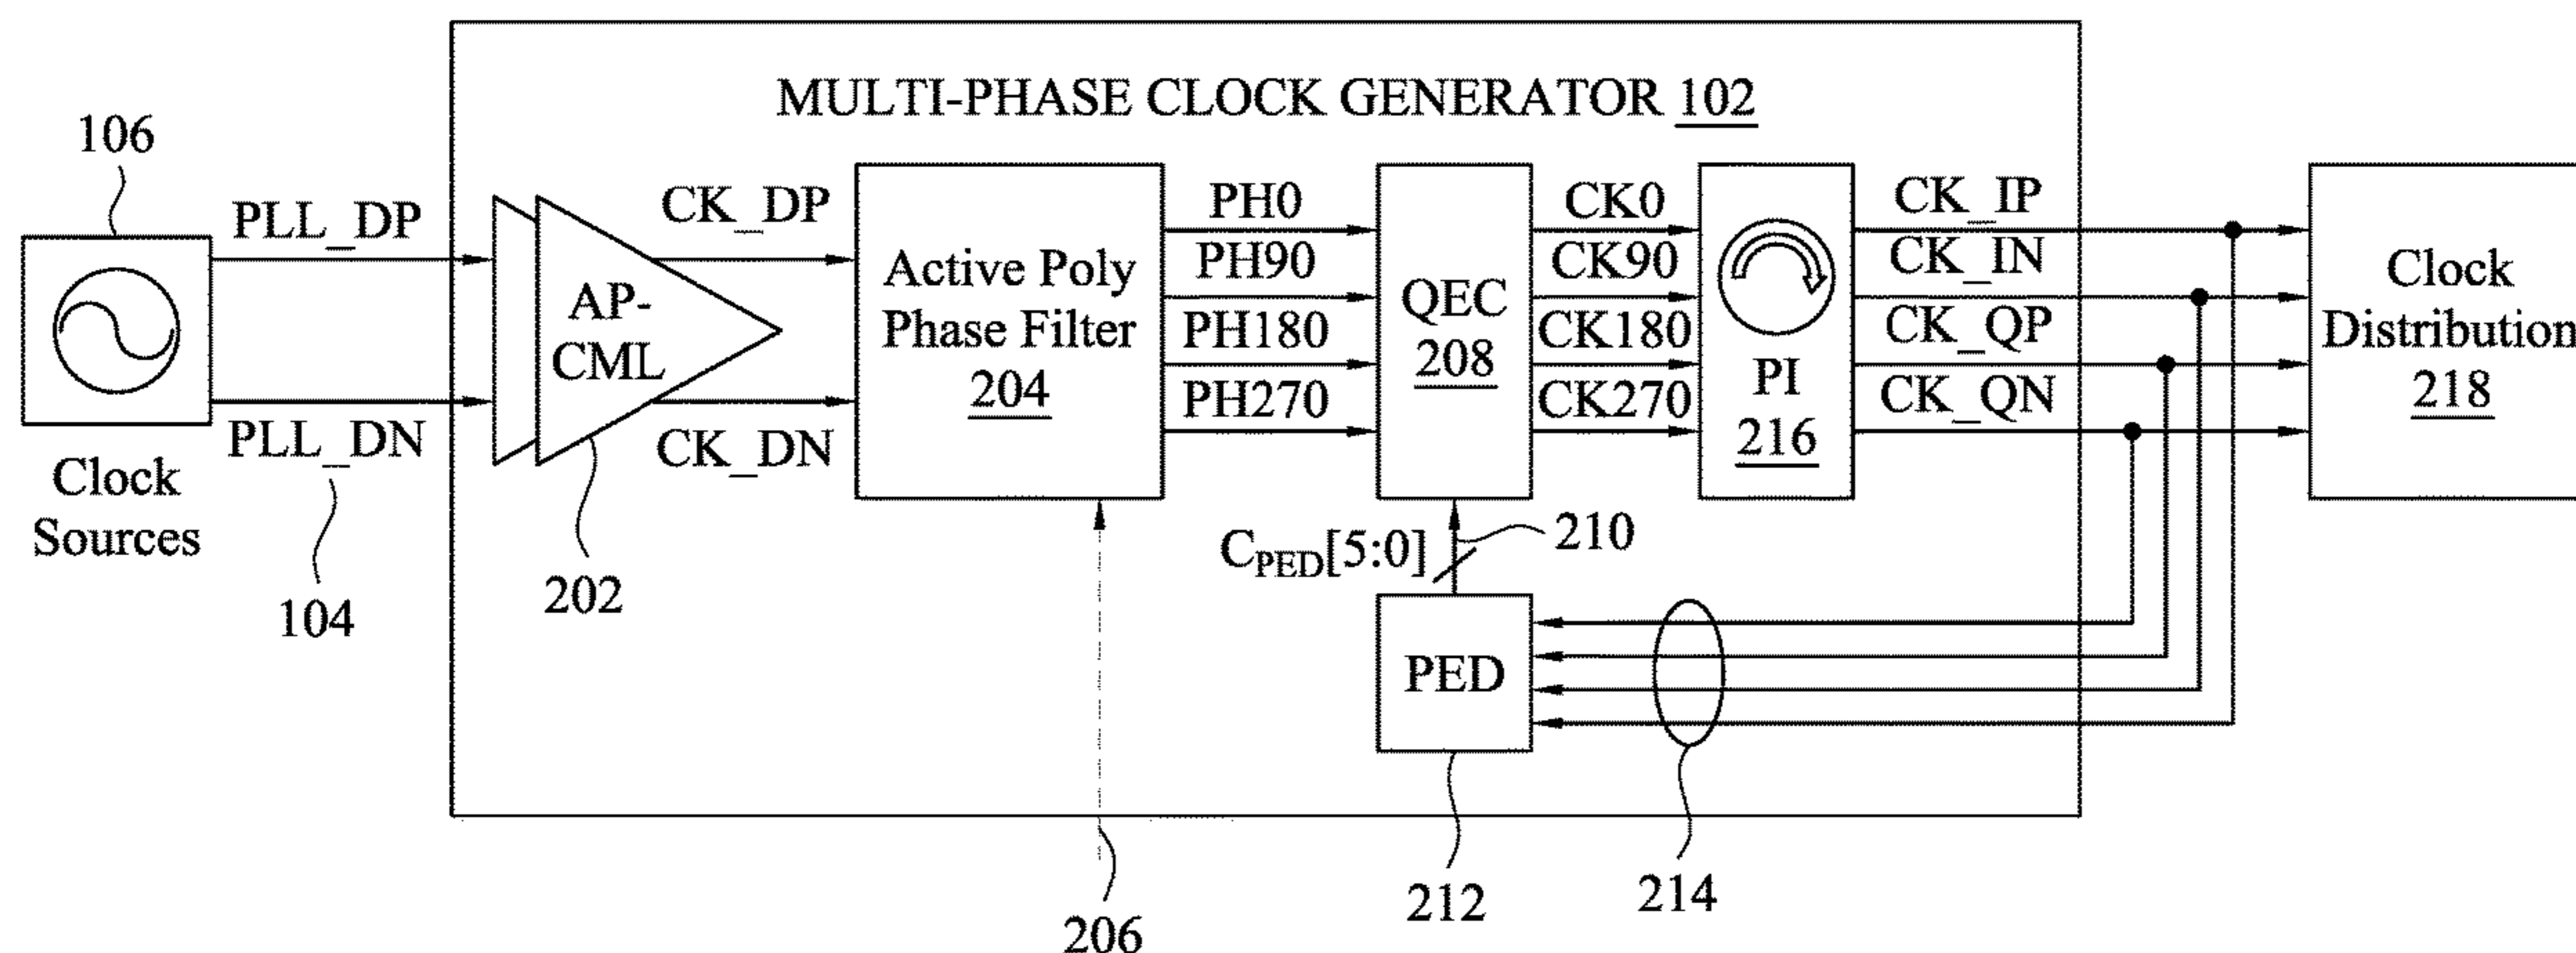 MULTI-PHASE CLOCK GENERATOR 102
106
PLL_DP
PLL_DN
Clock
Sources
104
AP-
CML
202
CK_DP
CK_DN
Active Poly
Phase Filter
204
206
PH0
PH90
PH180
PH270
QEC
208
CK0
CK90
CK180
CK270
PI
216
CK_IP
CK_IN
CK_QP
CK_QN
Clock
Distribution
218
CPED[5:0]
210
PED
212
214